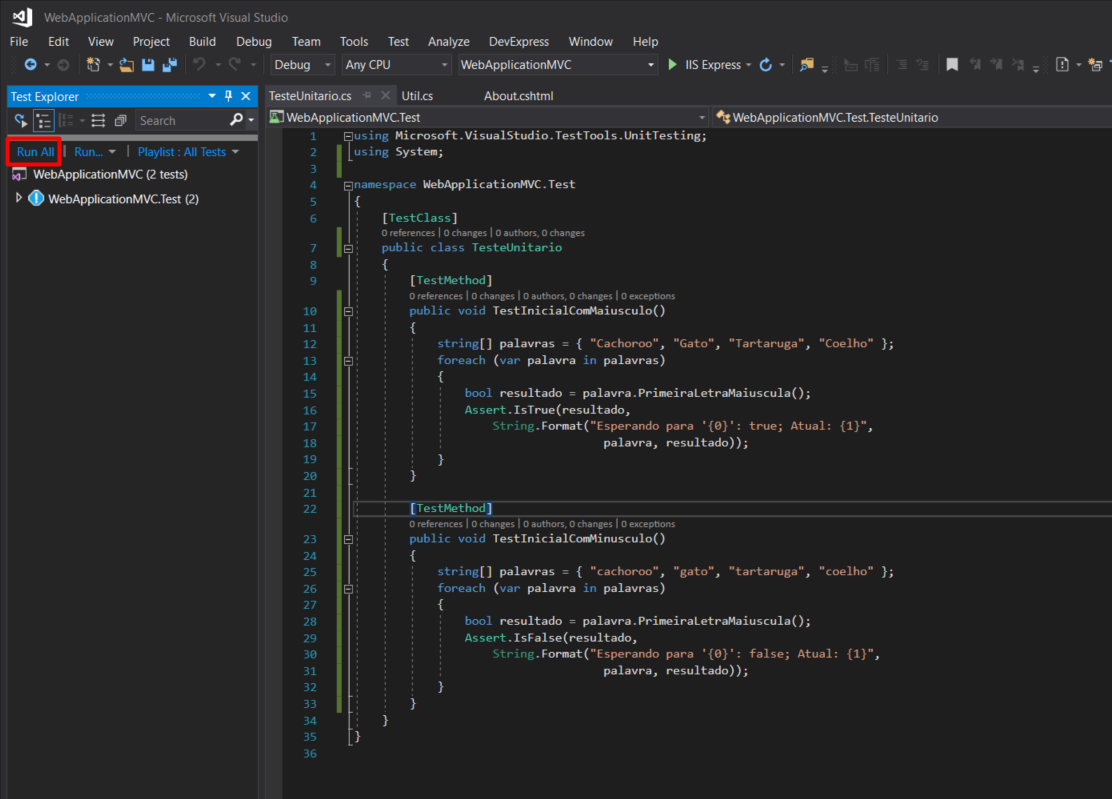 WebApplicationMVC - Microsoft Visual Studio
File Edit View Project Build Debug Team Tools Test Analyze DevExpress Window Help
Debug Any CPU WebApplicationMVC IIS Express
Test Explorer
Search
Run All | Run... | Playlist : All Tests
WebApplicationMVC (2 tests)
WebApplicationMVC.Test (2)
TesteUnitario.cs Util.cs About.cshtml
WebApplicationMVC.Test WebApplicationMVC.Test.TesteUnitario
1 using Microsoft.VisualStudio.TestTools.UnitTesting;
2 using System;
3
4 namespace WebApplicationMVC.Test
5 {
6 [TestClass]
0 references | 0 changes | 0 authors, 0 changes
7 public class TesteUnitario
8 {
9 [TestMethod]
0 references | 0 changes | 0 authors, 0 changes | 0 exceptions
10 public void TestInicialComMaiusculo()
11 {
12 string[] palavras = { "Cachoroo", "Gato", "Tartaruga", "Coelho" };
13 foreach (var palavra in palavras)
14 {
15 bool resultado = palavra.PrimeiraLetraMaiuscula();
16 Assert.IsTrue(resultado,
17 String.Format("Esperando para '{0}': true; Atual: {1}",
18 palavra, resultado));
19 }
20 }
21
22 [TestMethod]
0 references | 0 changes | 0 authors, 0 changes | 0 exceptions
23 public void TestInicialComMinusculo()
24 {
25 string[] palavras = { "cachoroo", "gato", "tartaruga", "coelho" };
26 foreach (var palavra in palavras)
27 {
28 bool resultado = palavra.PrimeiraLetraMaiuscula();
29 Assert.IsFalse(resultado,
30 String.Format("Esperando para '{0}': false; Atual: {1}",
31 palavra, resultado));
32 }
33 }
34 }
35 }
36